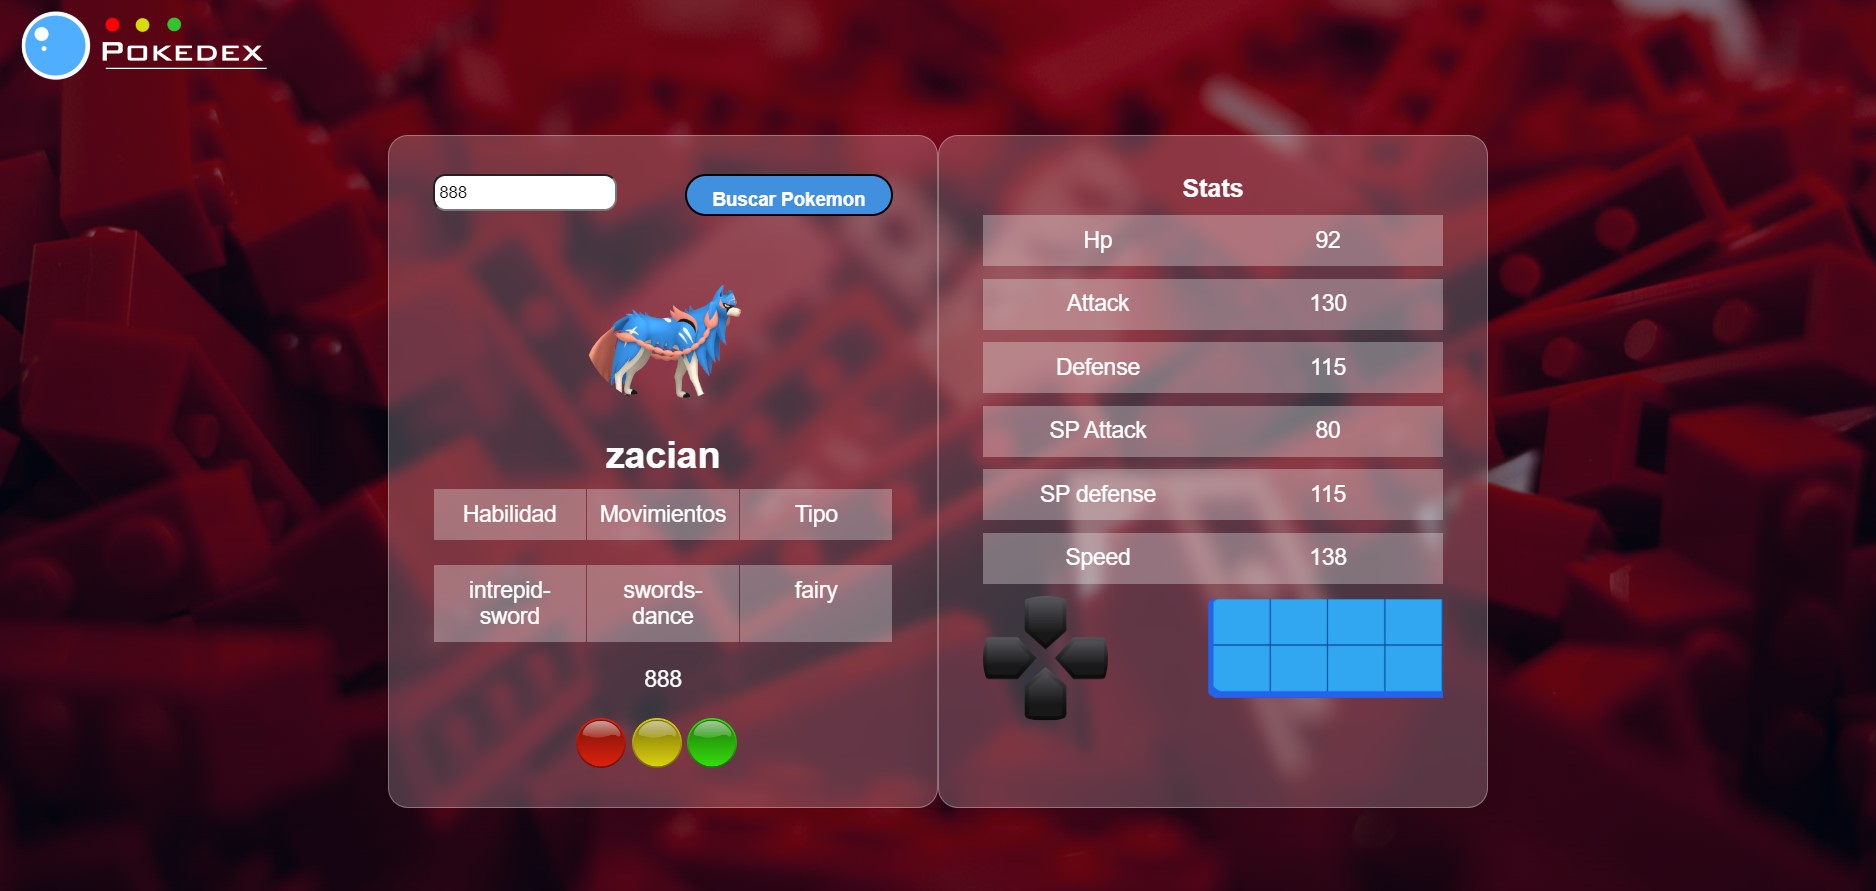 POKEDEX
888
Buscar Pokemon
zacian
Habilidad Movimientos Tipo
intrepid-
sword
swords-
dance
fairy
888
Stats
Hp 92
Attack 130
Defense 115
SP Attack 80
SP defense 115
Speed 138